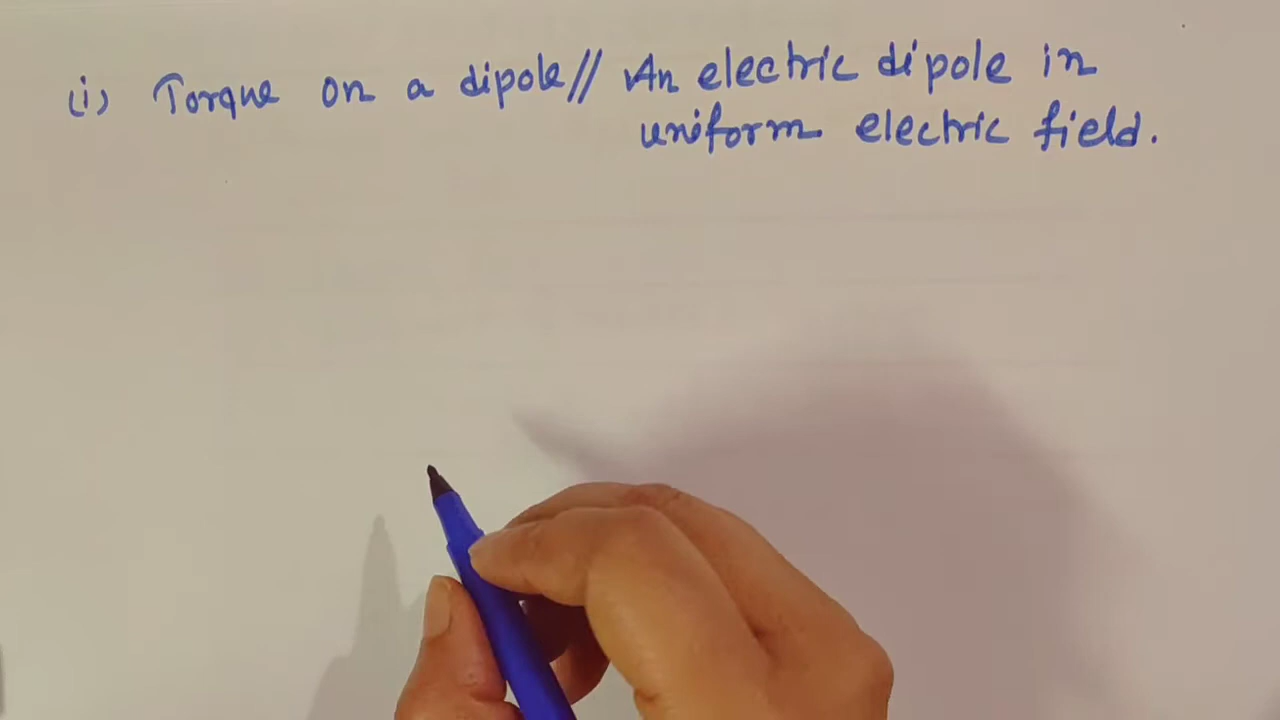 (i) Torque on a dipole// An electric dipole in
uniform electric field.